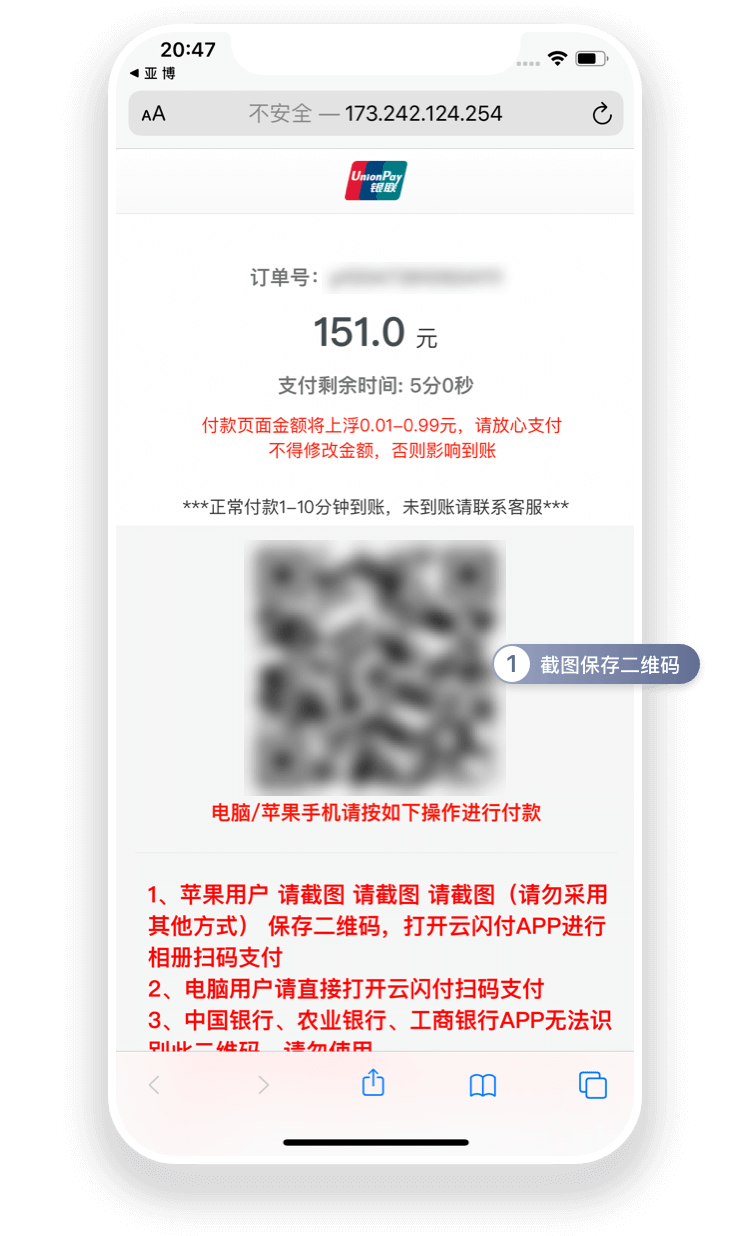 20:47
◀ 亚博
AA 不安全 — 173.242.124.254
UnionPay
银联
订单号：
151.0 元
支付剩余时间: 5分0秒
付款页面金额将上浮0.01-0.99元，请放心支付
不得修改金额，否则影响到账
***正常付款1-10分钟到账，未到账请联系客服***
1 截图保存二维码
电脑/苹果手机请按如下操作进行付款
1、苹果用户 请截图 请截图 请截图（请勿采用
其他方式） 保存二维码，打开云闪付APP进行
相册扫码支付
2、电脑用户请直接打开云闪付扫码支付
3、中国银行、农业银行、工商银行APP无法识
别此二维码，请勿使用